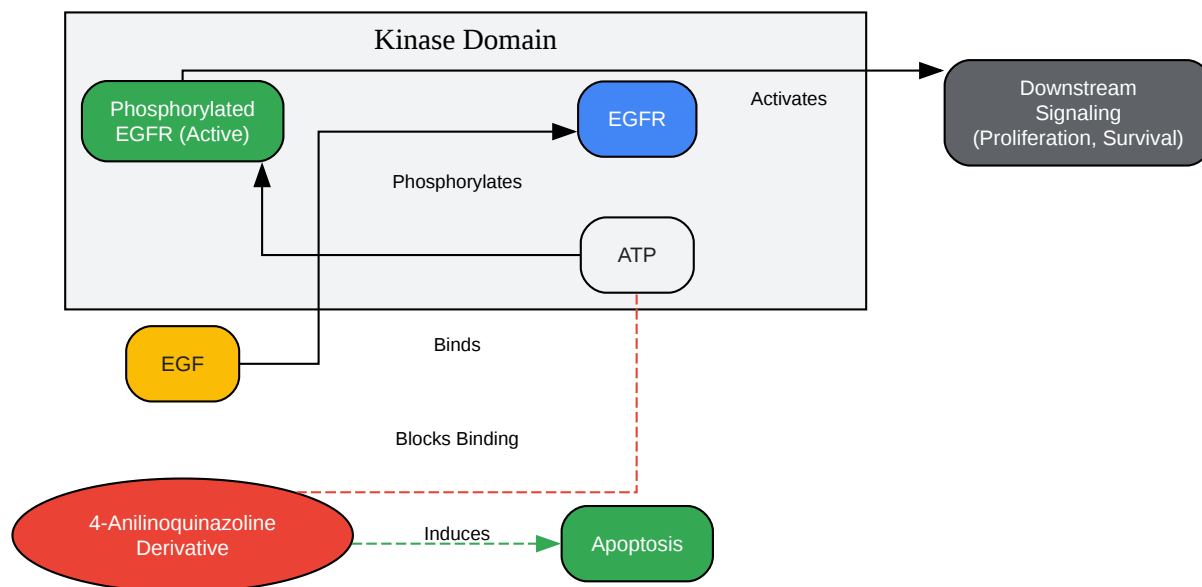 Kinase Domain
Phosphorylated
EGFR (Active)
EGFR
Activates
Downstream
Signaling
(Proliferation, Survival)
Phosphorylates
ATP
EGF
Binds
Blocks Binding
4-Anilinoquinazoline
Derivative
Induces
Apoptosis